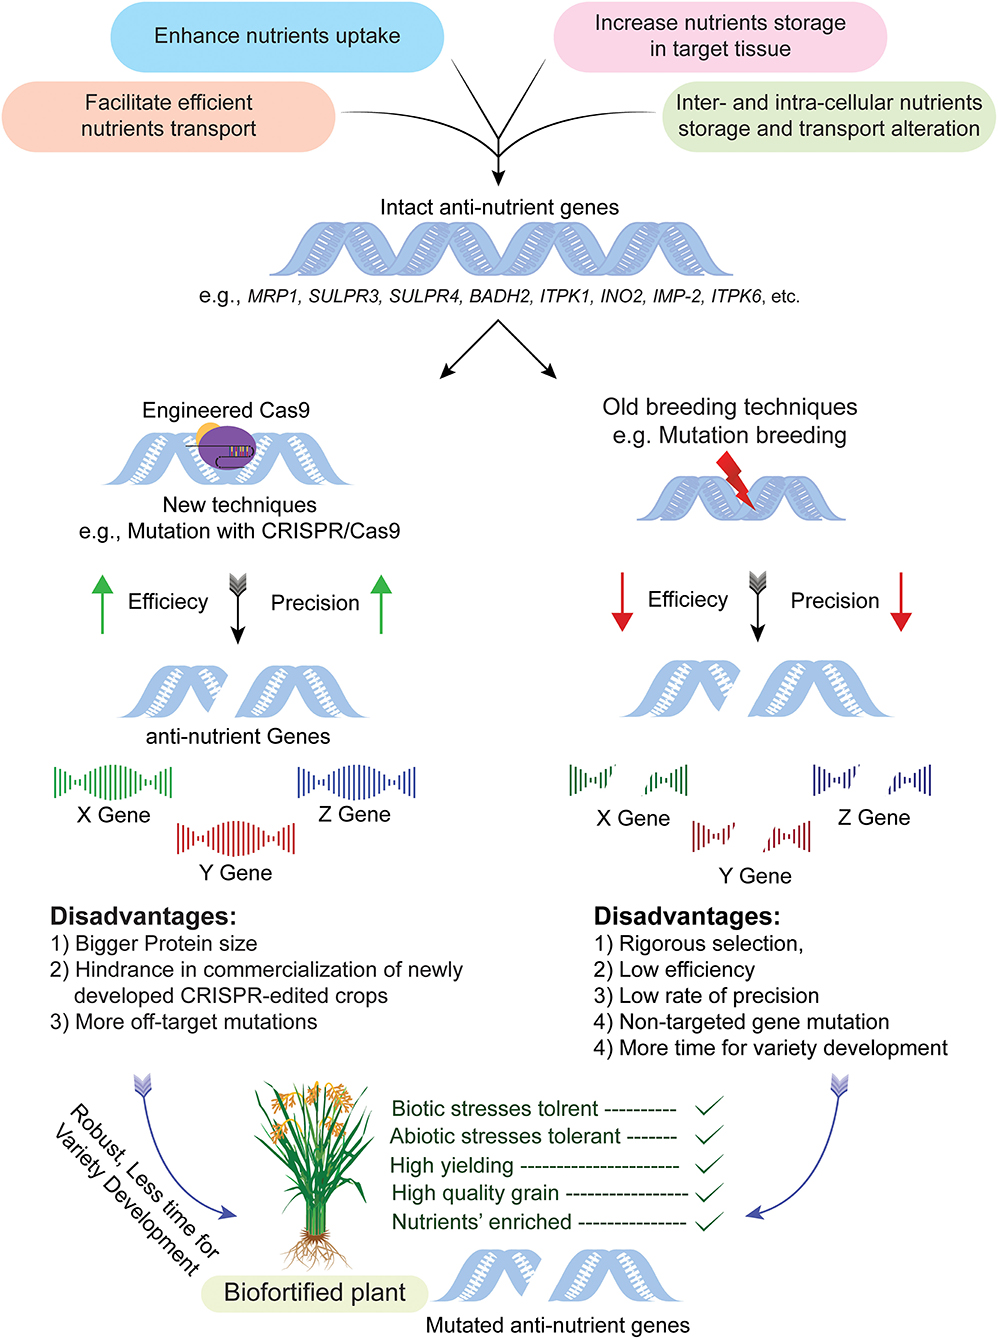 Enhance nutrients uptake
Increase nutrients storage
in target tissue
Facilitate efficient
nutrients transport
Inter- and intra-cellular nutrients
storage and transport alteration
Intact anti-nutrient genes
e.g., MRP1, SULPR3, SULPR4, BADH2, ITPK1, INO2, IMP-2, ITPK6, etc.
Engineered Cas9
New techniques
e.g., Mutation with CRISPR/Cas9
Old breeding techniques
e.g. Mutation breeding
Efficiecy
Precision
Efficiecy
Precision
anti-nutrient Genes
X Gene
Z Gene
Y Gene
X Gene
Z Gene
Y Gene
Disadvantages:
1) Bigger Protein size
2) Hindrance in commercialization of newly
developed CRISPR-edited crops
3) More off-target mutations
Disadvantages:
1) Rigorous selection,
2) Low efficiency
3) Low rate of precision
4) Non-targeted gene mutation
4) More time for variety development
Robust, Less time for
Variety Development
Biotic stresses tolrent ----------
Abiotic stresses tolerant -------
High yielding ----------------------
High quality grain -----------------
Nutrients' enriched ---------------
Biofortified plant
Mutated anti-nutrient genes